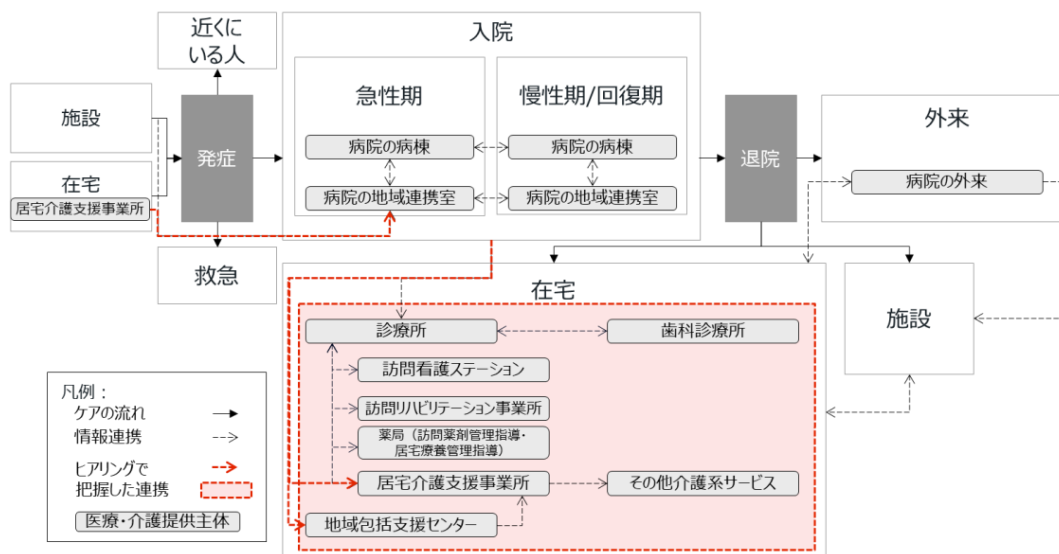 近くに
いる人
入院
施設
急性期
慢性期/回復期
外来
発症
病院の病棟
病院の病棟
退院
在宅
病院の外来
居宅介護支援事業所
病院の地域連携室
病院の地域連携室
救急
在宅
施設
診療所
歯科診療所
訪問看護ステーション
訪問リハビリテーション事業所
薬局（訪問薬剤管理指導・
居宅療養管理指導）
居宅介護支援事業所
その他介護系サービス
地域包括支援センター
凡例：
ケアの流れ
情報連携
ヒアリングで
把握した連携
医療・介護提供主体